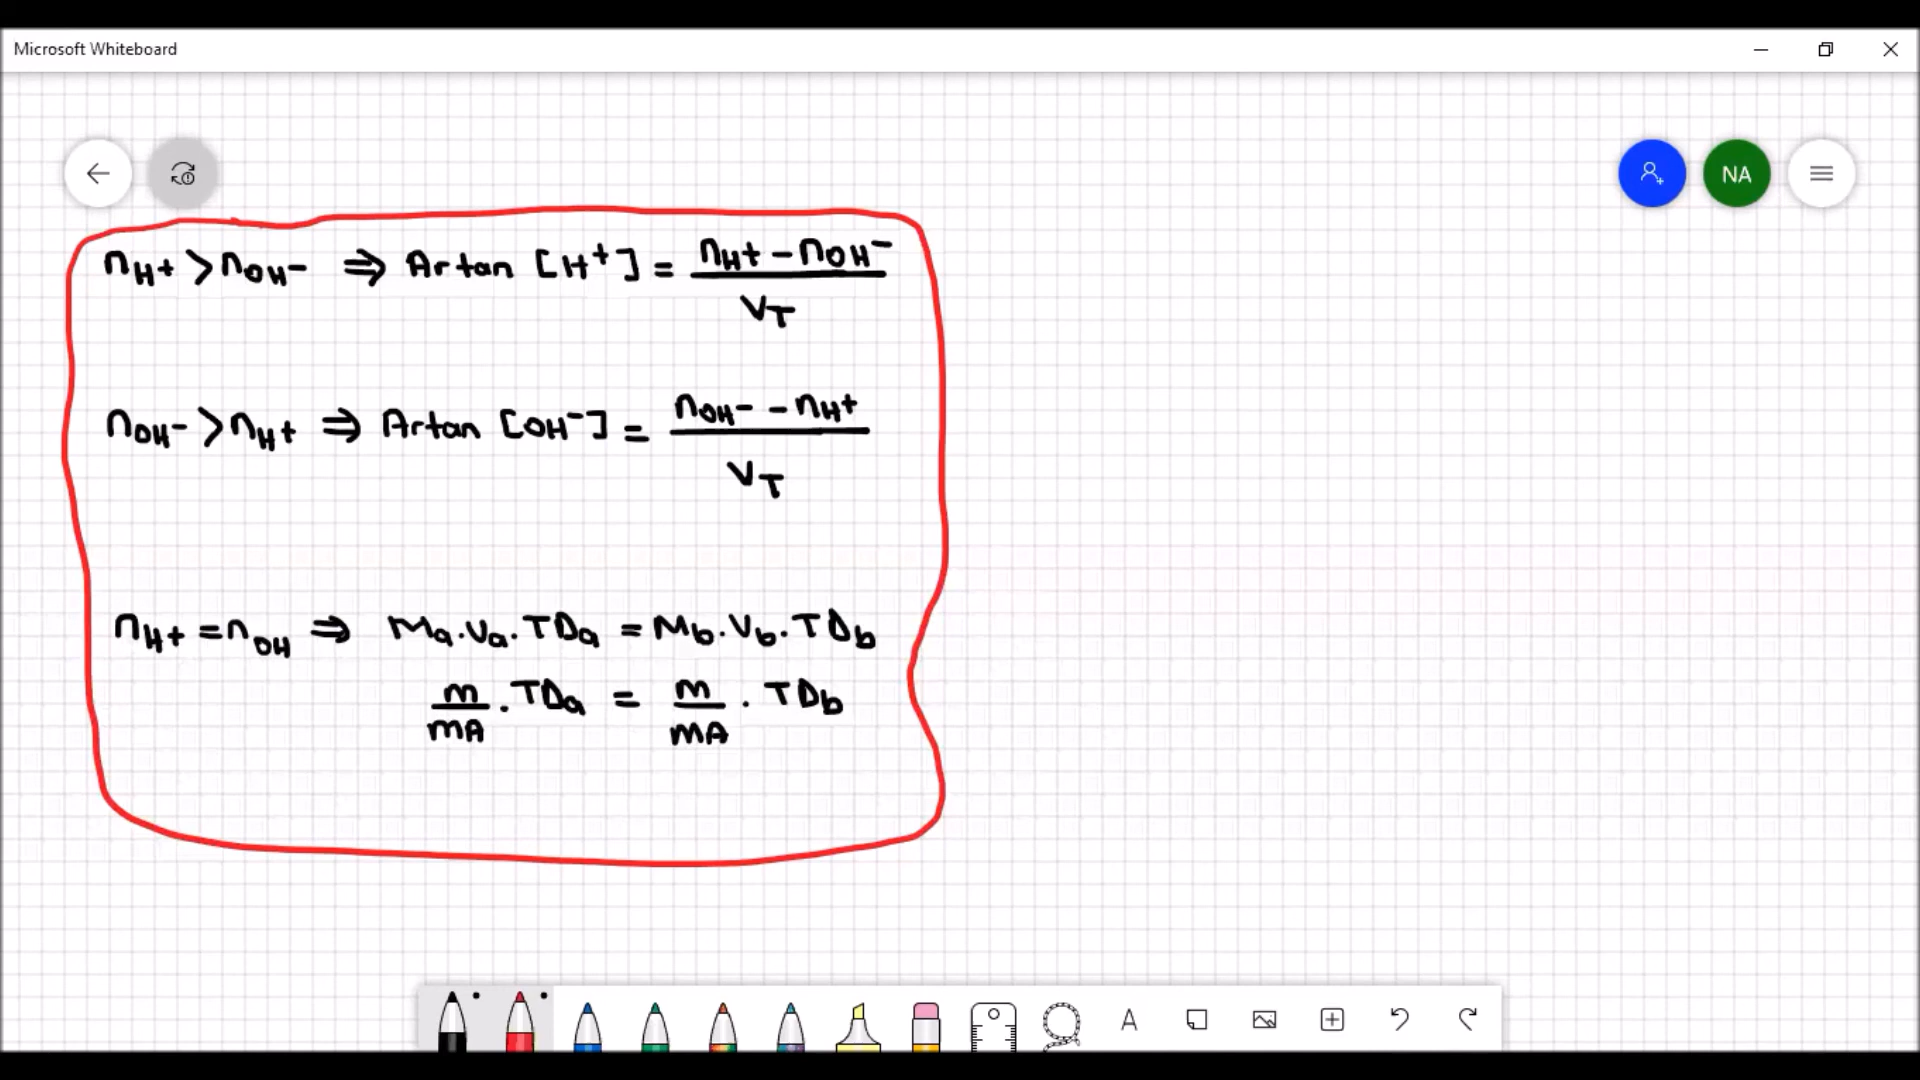 Microsoft Whiteboard
NA
nH+ > nOH- ⇒ Artan [H+] = nH+ - nOH- / VT
nOH- > nH+ ⇒ Artan [OH-] = nOH- - nH+ / VT
nH+ = nOH ⇒ Ma.Va.TDa = Mb.Vb.TDb
m/mA . TDa = m/mA . TDb
A